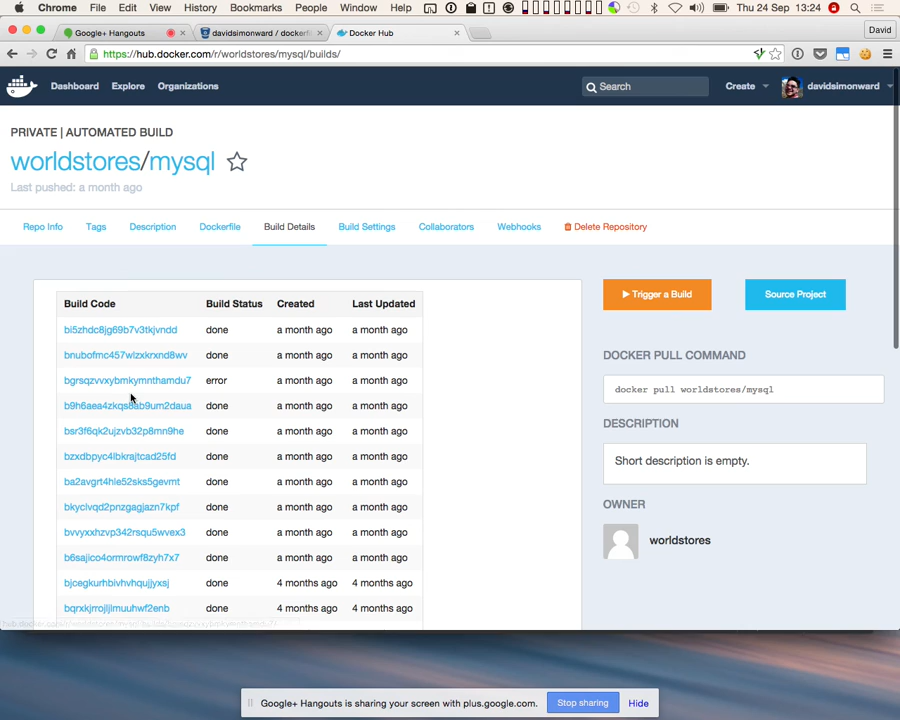 Chrome File Edit View History Bookmarks People Window Help Thu 24 Sep 13:24
Google+ Hangouts davidsimonward / dockerf Docker Hub David
https://hub.docker.com/r/worldstores/mysql/builds/
Dashboard Explore Organizations Search Create davidsimonward
PRIVATE | AUTOMATED BUILD
worldstores/mysql
Last pushed: a month ago
Repo Info Tags Description Dockerfile Build Details Build Settings Collaborators Webhooks Delete Repository
Build Code Build Status Created Last Updated
bi5zhdc8jg69b7v3tkjvndd done a month ago a month ago
bnubofmc457wlzxkrxnd8wv done a month ago a month ago
bgrsqzvvxybmkymnthamdu7 error a month ago a month ago
b9h6aea4zkqs8ab9um2daua done a month ago a month ago
bsr3f6qk2ujzvb32p8mn9he done a month ago a month ago
bzxdbpyc4lbkrajtcad25fd done a month ago a month ago
ba2avgrt4hle52sks5gevmt done a month ago a month ago
bkyclvqd2pnzgagjazn7kpf done a month ago a month ago
bvvyxxhzvp342rsqu5wvex3 done a month ago a month ago
b6sajico4ormrowf8zyh7x7 done a month ago a month ago
bjcegkurhbivhvhqujjyxsj done 4 months ago 4 months ago
bqrxkjrrojljlmuuhwf2enb done 4 months ago 4 months ago
Trigger a Build Source Project
DOCKER PULL COMMAND
docker pull worldstores/mysql
DESCRIPTION
Short description is empty.
OWNER
worldstores
Google+ Hangouts is sharing your screen with plus.google.com. Stop sharing Hide